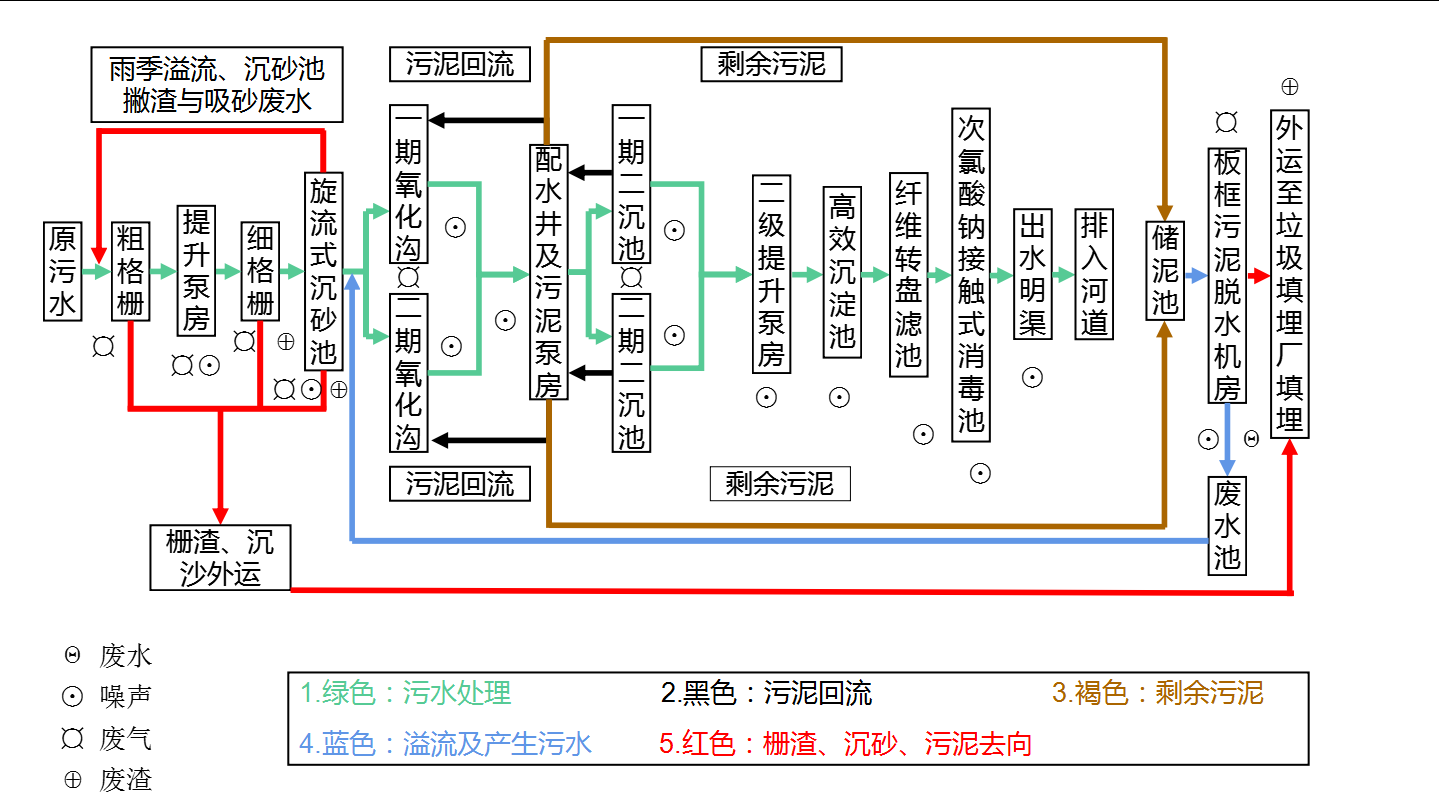 雨季溢流、沉砂池
撇渣与吸砂废水
污泥回流
剩余污泥
原污水
粗格栅
提升泵房
细格栅
旋流式沉砂池
一期氧化沟
二期氧化沟
配水井及污泥泵房
一期二沉池
二期二沉池
二级提升泵房
高效沉淀池
纤维转盘滤池
次氯酸钠接触式消毒池
出水明渠
排入河道
储泥池
板框污泥脱水机房
外运至垃圾填埋厂填埋
污泥回流
剩余污泥
废水池
栅渣、沉
沙外运
废水
噪声
废气
废渣
1.绿色：污水处理
2.黑色：污泥回流
3.褐色：剩余污泥
4.蓝色：溢流及产生污水
5.红色：栅渣、沉砂、污泥去向